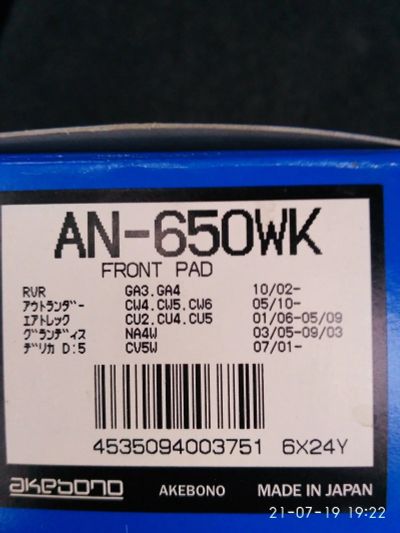 AN-650WK
FRONT PAD
RVR GA3.GA4 10/02-
アウトランダ-  CW4.CW5.CW6 05/10-
エアトレック CU2.CU4.CU5 01/06-05/09
グランディス NA4W 03/05-09/03
デリカ D:5 CV5W 07/01-
4535094003751 6X24Y
akebono AKEBONO MADE IN JAPAN
21-07-19 19:22